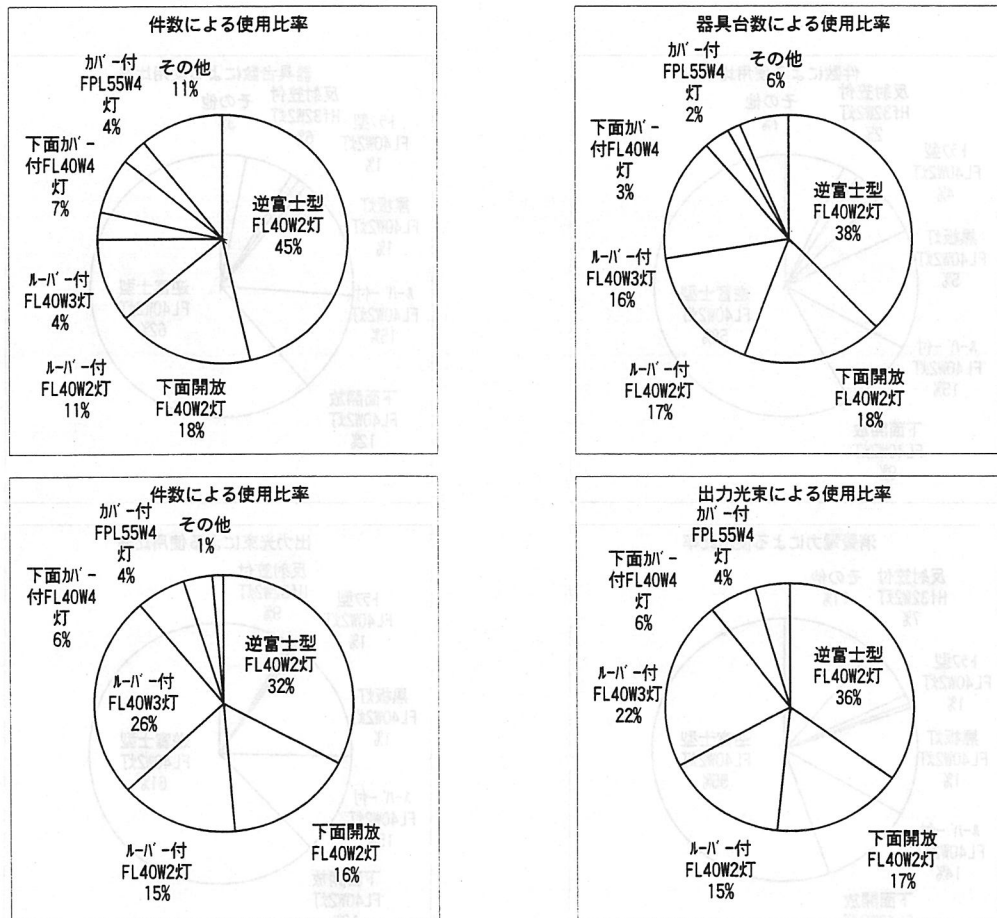 件数による使用比率
カバー付
FPL55W4
灯
4%
その他
11%
下面カバー
付FL40W4
灯
7%
逆富士型
FL40W2灯
45%
ルーバー付
FL40W3灯
4%
ルーバー付
FL40W2灯
11%
下面開放
FL40W2灯
18%
器具台数による使用比率
カバー付
FPL55W4
灯
2%
その他
6%
下面カバー
付FL40W4
灯
3%
逆富士型
FL40W2灯
38%
ルーバー付
FL40W3灯
16%
ルーバー付
FL40W2灯
17%
下面開放
FL40W2灯
18%
件数による使用比率
カバー付
FPL55W4
灯
4%
その他
1%
下面カバー
付FL40W4
灯
6%
逆富士型
FL40W2灯
32%
ルーバー付
FL40W3灯
26%
ルーバー付
FL40W2灯
15%
下面開放
FL40W2灯
16%
出力光束による使用比率
カバー付
FPL55W4
灯
4%
下面カバー
付FL40W4
灯
6%
逆富士型
FL40W2灯
36%
ルーバー付
FL40W3灯
22%
ルーバー付
FL40W2灯
15%
下面開放
FL40W2灯
17%